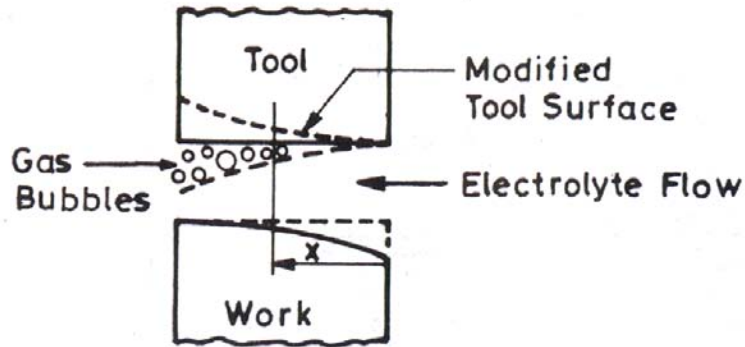 Tool
Modified
Tool Surface
Gas
Bubbles
Electrolyte Flow
X
Work